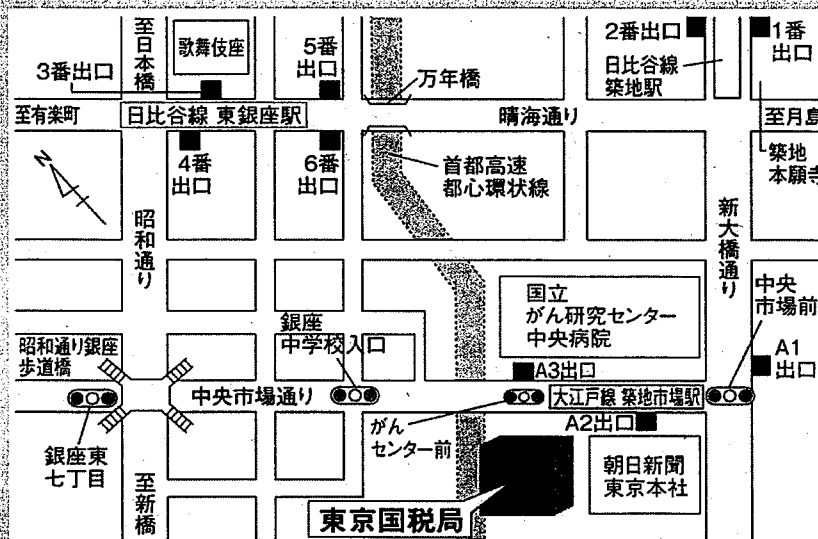 至日本橋
歌舞伎座
5番
出口
3番出口
2番出口
1番
出口
日比谷線
築地駅
万年橋
至有楽町
日比谷線 東銀座駅
晴海通り
至月島
4番
出口
6番
出口
首都高速
都心環状線
築地
本願寺
N
昭和通り
新大橋通り
国立
がん研究センター
中央病院
中央
市場前
銀座
中学校入口
昭和通り銀座
歩道橋
A3出口
A1
出口
中央市場通り
大江戸線 築地市場駅
がん
センター前
A2出口
銀座東
七丁目
朝日新聞
東京本社
至新橋
東京国税局